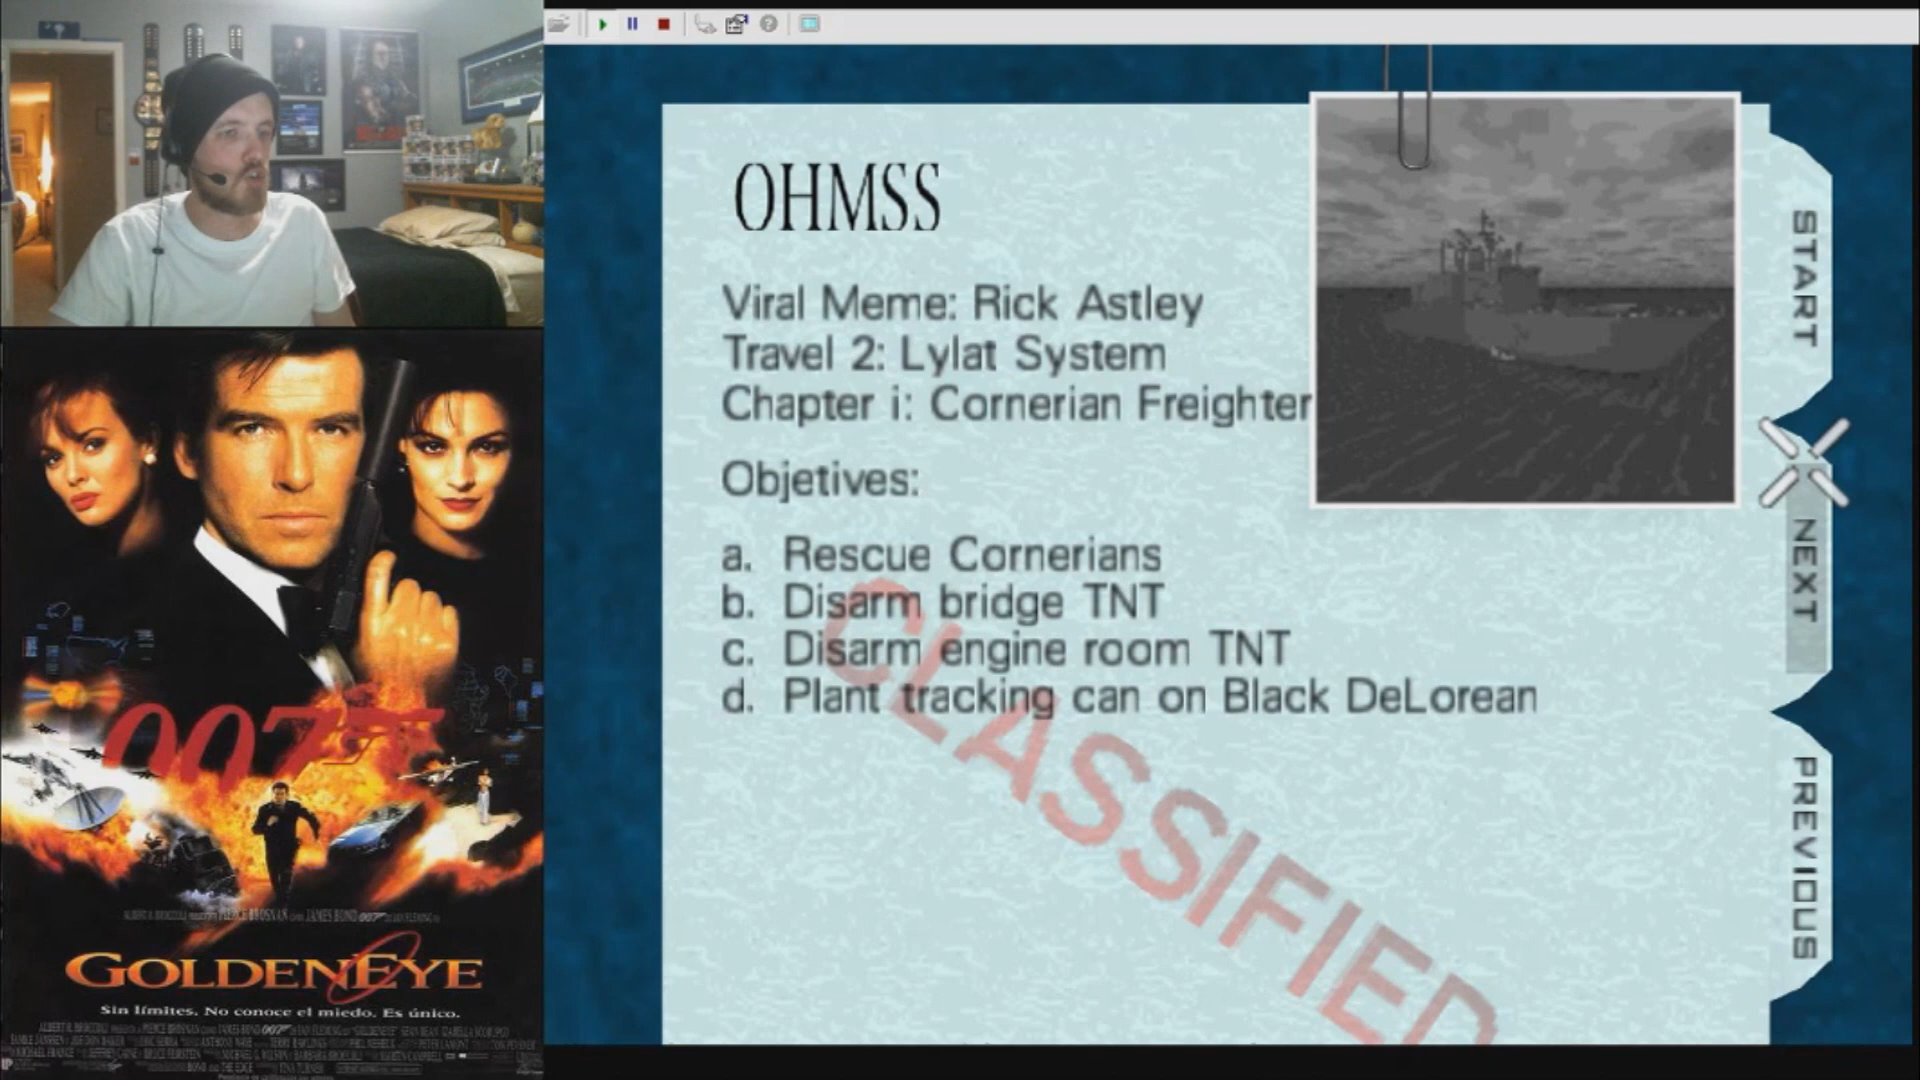 OHMSS
Viral Meme: Rick Astley
Travel 2: Lylat System
Chapter i: Cornerian Freighter
Objetives:
a. Rescue Cornerians
b. Disarm bridge TNT
c. Disarm engine room TNT
d. Plant tracking can on Black DeLorean
CLASSIFIED
START
NEXT
PREVIOUS
007
GOLDENEYE
Sin límites. No conoce el miedo. Es único.